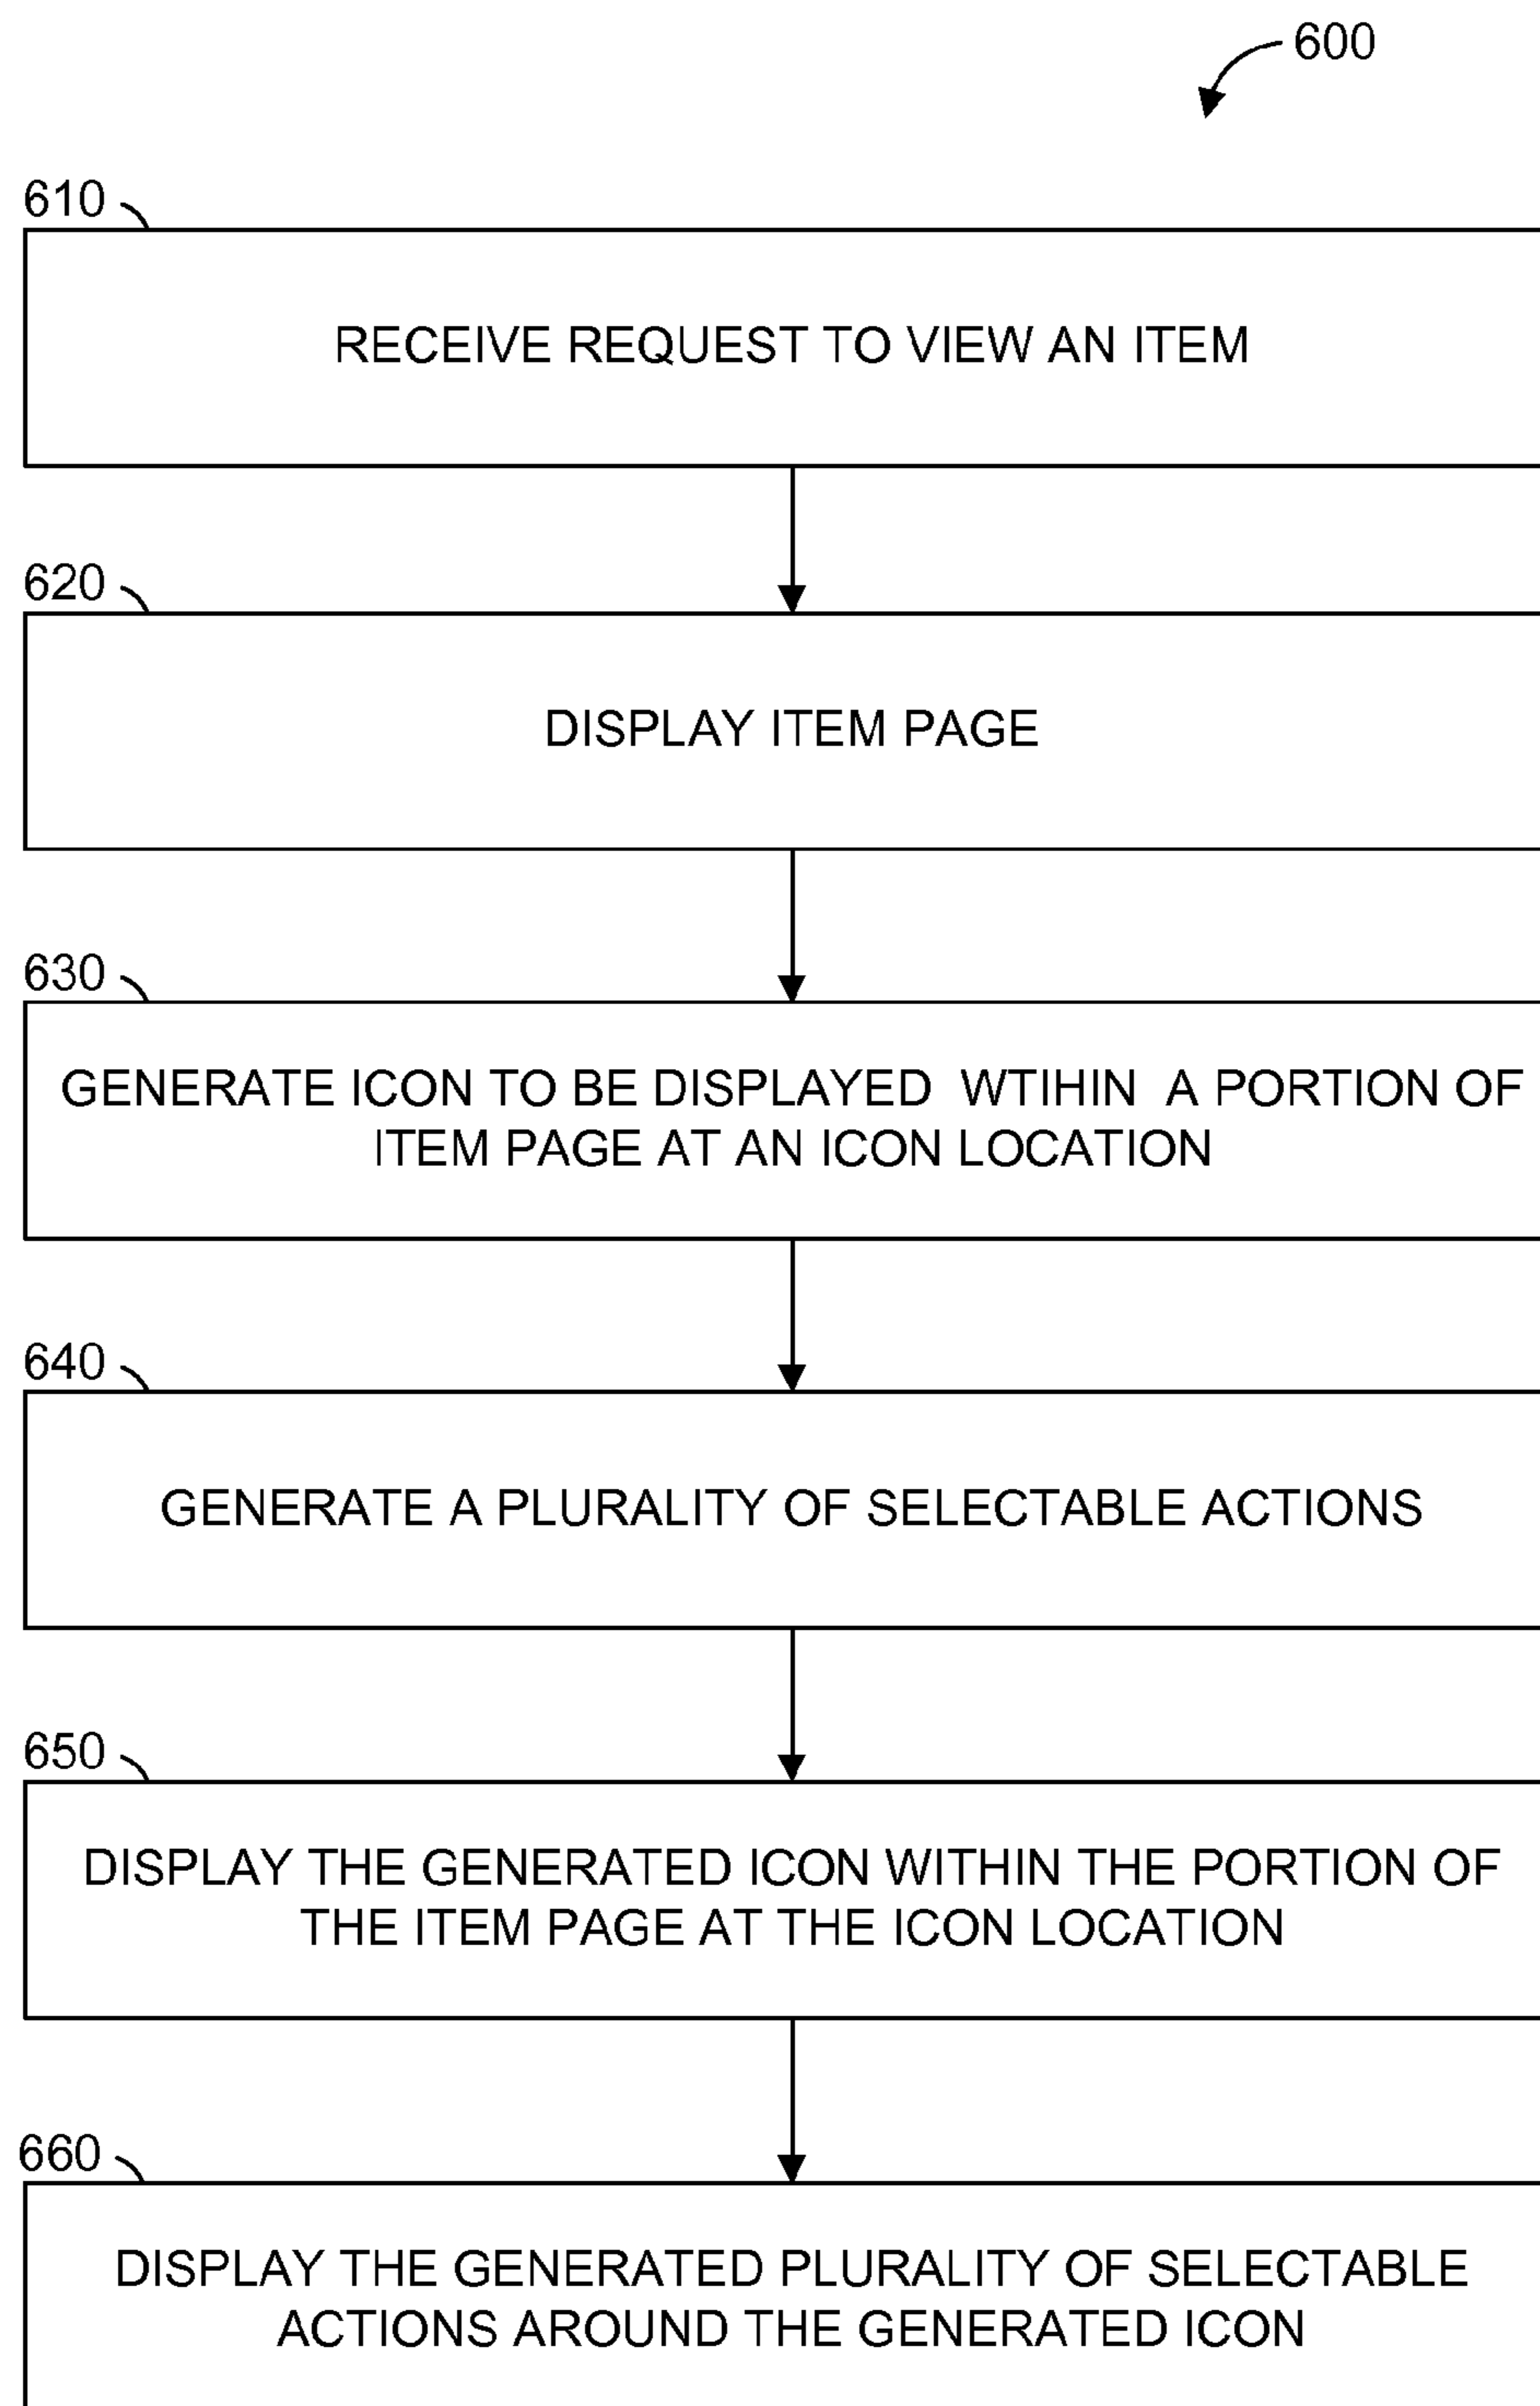 600
610
RECEIVE REQUEST TO VIEW AN ITEM
620
DISPLAY ITEM PAGE
630
GENERATE ICON TO BE DISPLAYED WTIHIN A PORTION OF
ITEM PAGE AT AN ICON LOCATION
640
GENERATE A PLURALITY OF SELECTABLE ACTIONS
650
DISPLAY THE GENERATED ICON WITHIN THE PORTION OF
THE ITEM PAGE AT THE ICON LOCATION
660
DISPLAY THE GENERATED PLURALITY OF SELECTABLE
ACTIONS AROUND THE GENERATED ICON